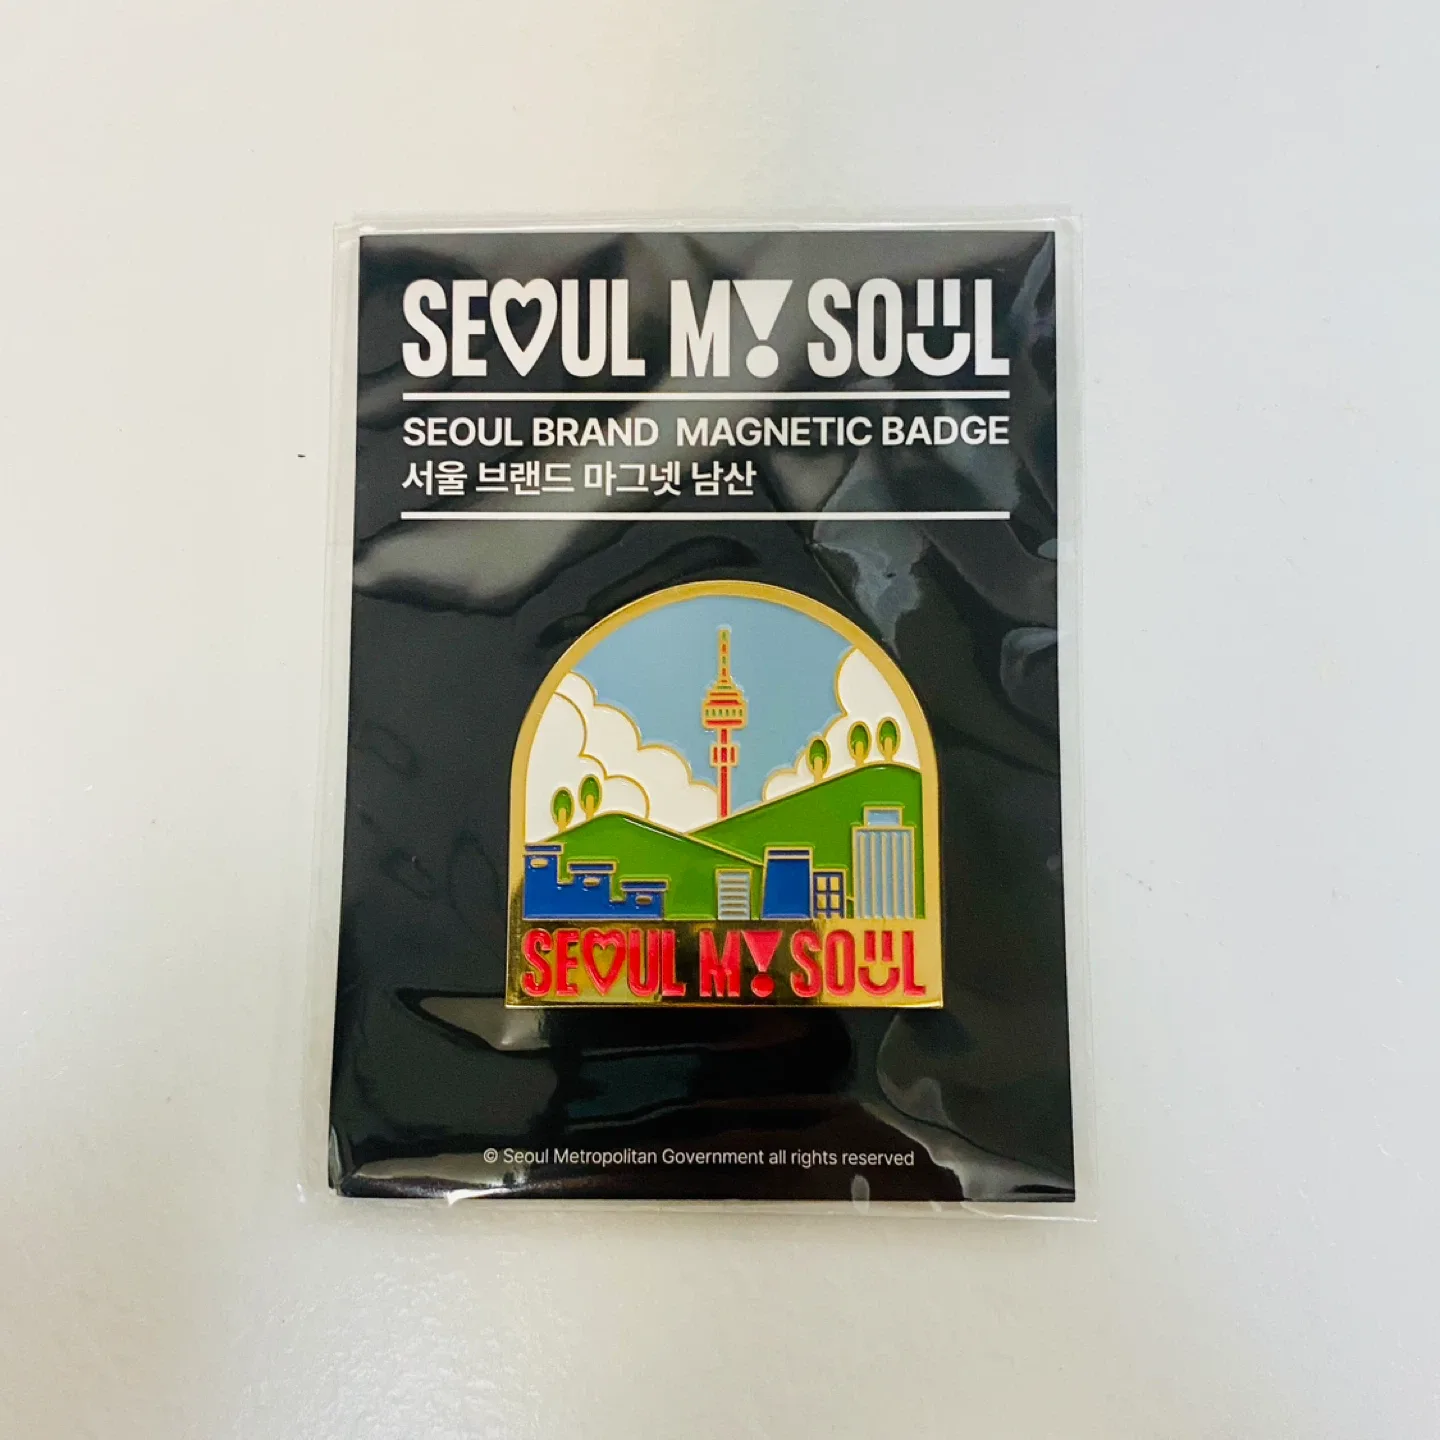 SEOUL MY SOUL
SEOUL BRAND MAGNETIC BADGE
서울 브랜드 마그넷 남산
SEOUL MY SOUL
© Seoul Metropolitan Government all rights reserved